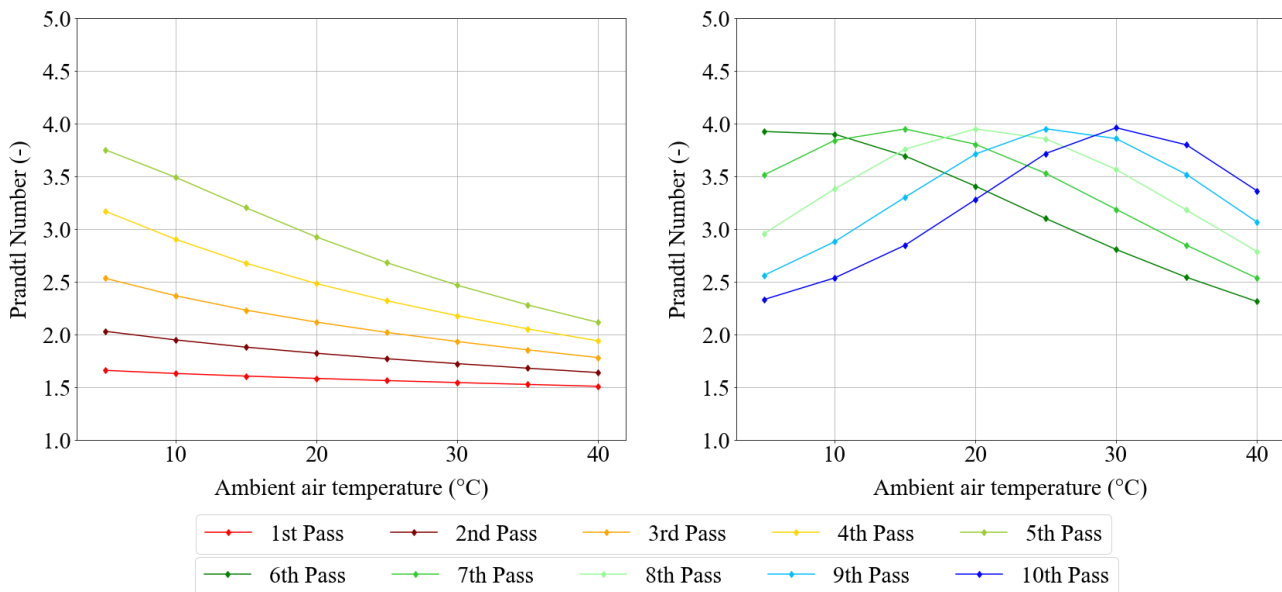 5.0
4.5
4.0
3.5
3.0
2.5
2.0
1.5
1.0
Prandtl Number (-)
10 20 30 40
Ambient air temperature (°C)
5.0
4.5
4.0
3.5
3.0
2.5
2.0
1.5
1.0
Prandtl Number (-)
10 20 30 40
Ambient air temperature (°C)
1st Pass 2nd Pass 3rd Pass 4th Pass 5th Pass
6th Pass 7th Pass 8th Pass 9th Pass 10th Pass